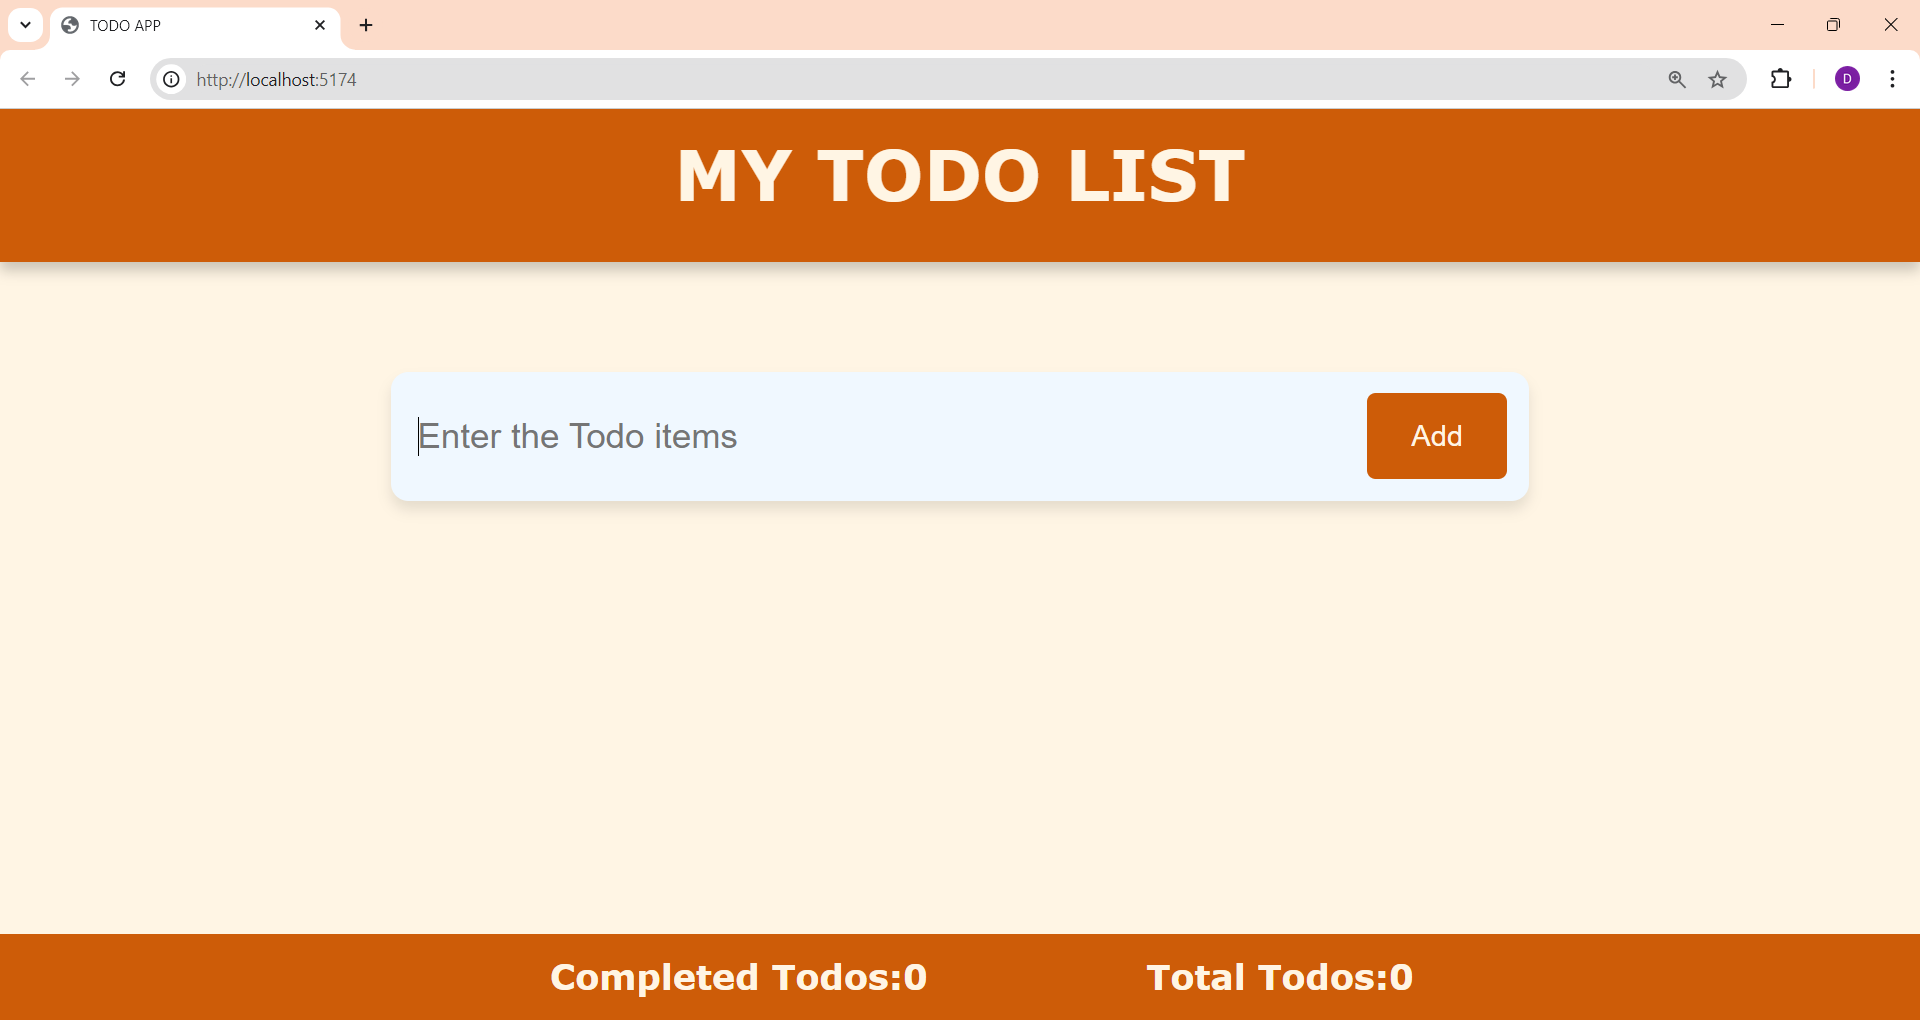 TODO APP
http://localhost:5174
D
MY TODO LIST
Enter the Todo items
Add
Completed Todos:0
Total Todos:0